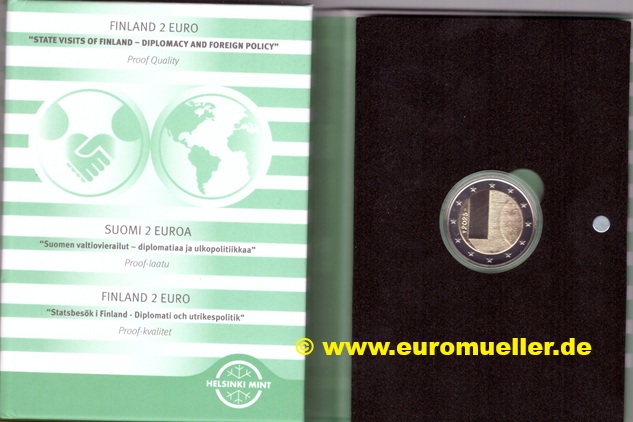 FINLAND 2 EURO
"STATE VISITS OF FINLAND – DIPLOMACY AND FOREIGN POLICY"
Proof Quality
SUOMI 2 EUROA
"Suomen valtiovierailut – diplomatiaa ja ulkopolitiikkaa"
Proof-laatu
FINLAND 2 EURO
"Statsbesök i Finland - Diplomati och utrikespolitik"
Proof-kvalitet
HELSINKI MINT
© www.euromueller.de